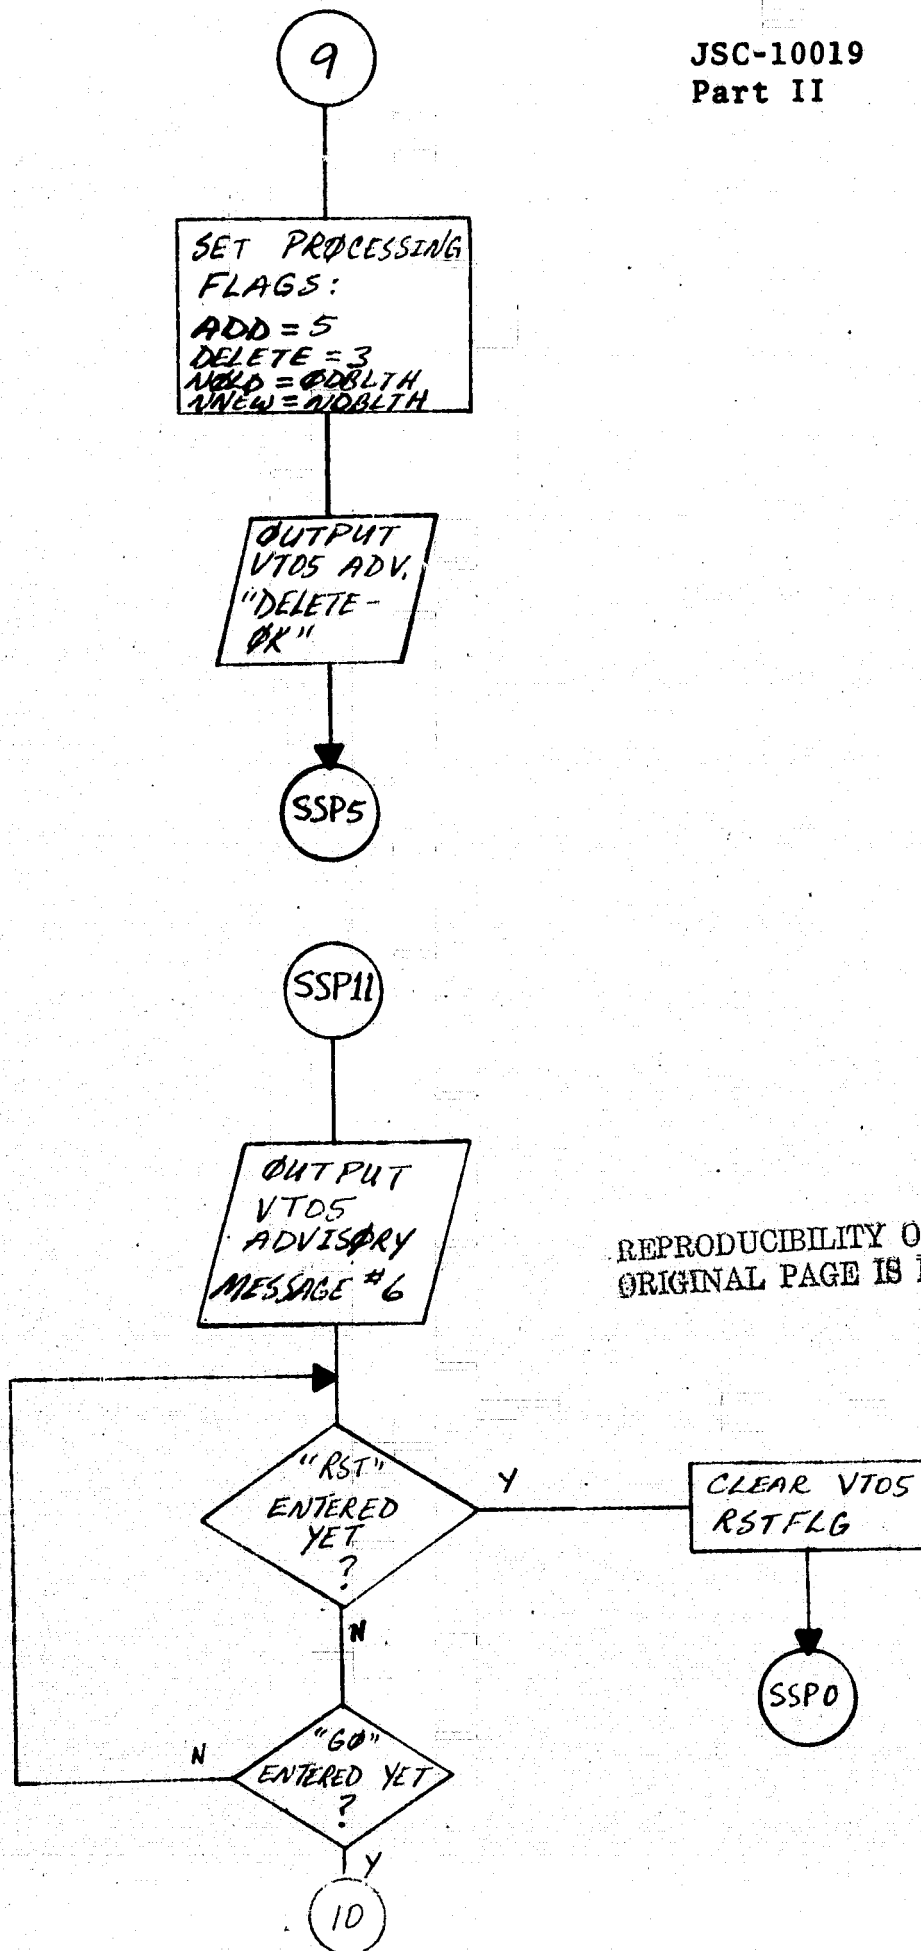 9
JSC-10019
Part II
SET PRØCESSING
FLAGS:
ADD = 5
DELETE = 3
NØLD = ØDBLTH
NNEW = NDBLTH
ØUTPUT
VT05 ADV.
"DELETE-
ØK"
SSP5
SSP11
ØUTPUT
VT05
ADVISØRY
MESSAGE #6
REPRODUCIBILITY O
ORIGINAL PAGE IS
"RST"
ENTERED
YET
?
Y
CLEAR VT05
RSTFLG
N
SSP0
"GØ"
ENTERED YET
?
N
Y
10